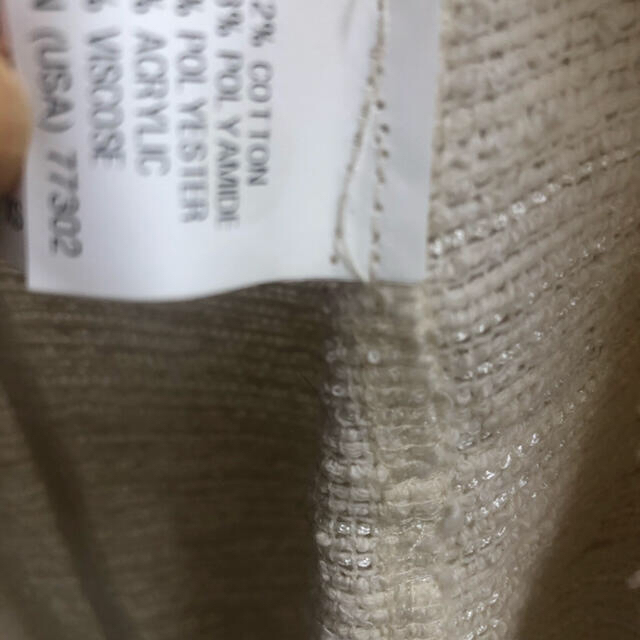 2% COTTON
% POLYAMIDE
% POLYESTER
% ACRYLIC
% VISCOSE
N (USA) 77302